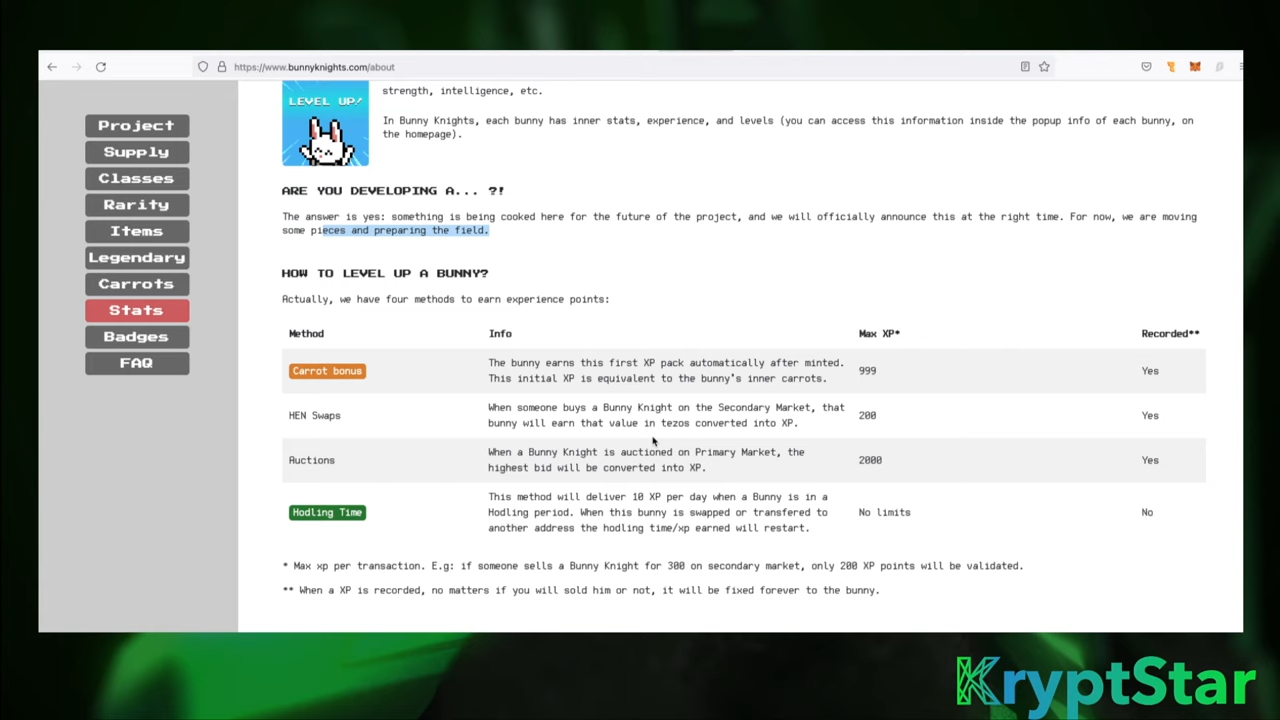 https://www.bunnyknights.com/about
Project
Supply
Classes
Rarity
Items
Legendary
Carrots
Stats
Badges
FAQ
LEVEL UP!
strength, intelligence, etc.
In Bunny Knights, each bunny has inner stats, experience, and levels (you can access this information inside the popup info of each bunny, on
the homepage).
ARE YOU DEVELOPING A... ?!
The answer is yes: something is being cooked here for the future of the project, and we will officially announce this at the right time. For now, we are moving
some pieces and preparing the field.
HOW TO LEVEL UP A BUNNY?
Actually, we have four methods to earn experience points:
Method Info Max XP* Recorded**
Carrot bonus
The bunny earns this first XP pack automatically after minted.
This initial XP is equivalent to the bunny's inner carrots.
999
Yes
HEN Swaps
When someone buys a Bunny Knight on the Secondary Market, that
bunny will earn that value in tezos converted into XP.
200
Yes
Auctions
When a Bunny Knight is auctioned on Primary Market, the
highest bid will be converted into XP.
2000
Yes
Hodling Time
This method will deliver 10 XP per day when a Bunny is in a
Hodling period. When this bunny is swapped or transfered to
another address the hodling time/xp earned will restart.
No limits
No
* Max xp per transaction. E.g: if someone sells a Bunny Knight for 300 on secondary market, only 200 XP points will be validated.
** When a XP is recorded, no matters if you will sold him or not, it will be fixed forever to the bunny.
KryptStar